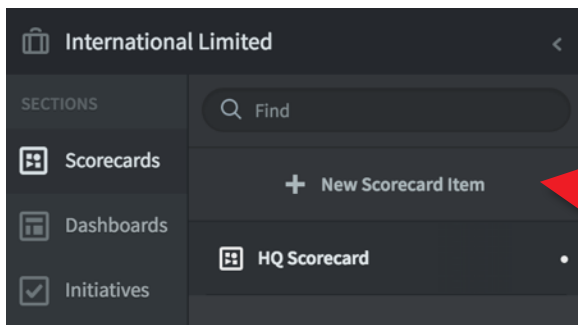 International Limited
SECTIONS
Find
Scorecards
New Scorecard Item
Dashboards
HQ Scorecard
Initiatives